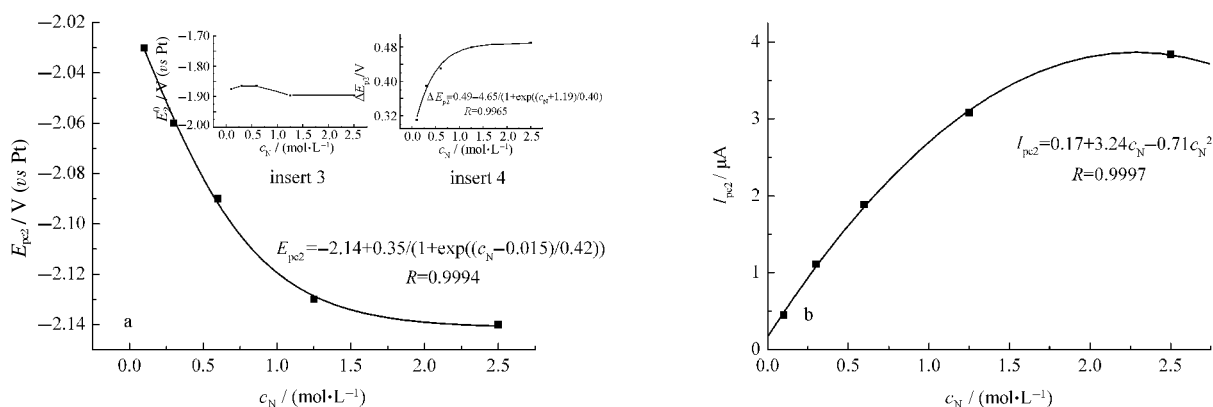 −2.02
−2.04
−2.06
−2.08
−2.10
−2.12
−2.14
E_pc2 / V (vs Pt)
0.0 0.5 1.0 1.5 2.0 2.5
c_N / (mol·L⁻¹)
a
E_pc2=−2.14+0.35/(1+exp((c_N−0.015)/0.42))
R=0.9994
−1.70
−1.80
−1.90
−2.00
/ V (vs Pt)
0.0 0.5 1.0 1.5 2.0 2.5
c_N / (mol·L⁻¹)
insert 3
0.48
0.40
0.32
ΔE_p2/V
ΔE_p2=0.49−4.65/(1+exp((c_N+1.19)/0.40)
R=0.9965
0.0 0.5 1.0 1.5 2.0 2.5
c_N / (mol·L⁻¹)
insert 4
4
3
2
1
0
I_pc2 / μA
b
I_pc2=0.17+3.24c_N−0.71c_N²
R=0.9997
0.0 0.5 1.0 1.5 2.0 2.5
c_N / (mol·L⁻¹)